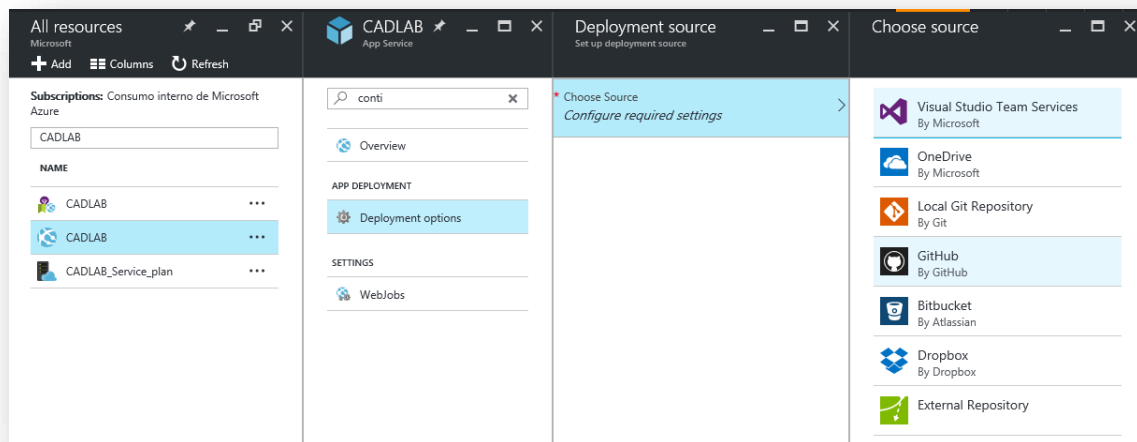 All resources
Microsoft
Add Columns Refresh
Subscriptions: Consumo interno de Microsoft
Azure
CADLAB
NAME
CADLAB
CADLAB
CADLAB_Service_plan
CADLAB
App Service
conti
Overview
APP DEPLOYMENT
Deployment options
SETTINGS
WebJobs
Deployment source
Set up deployment source
* Choose Source
Configure required settings
Choose source
Visual Studio Team Services
By Microsoft
OneDrive
By Microsoft
Local Git Repository
By Git
GitHub
By GitHub
Bitbucket
By Atlassian
Dropbox
By Dropbox
External Repository